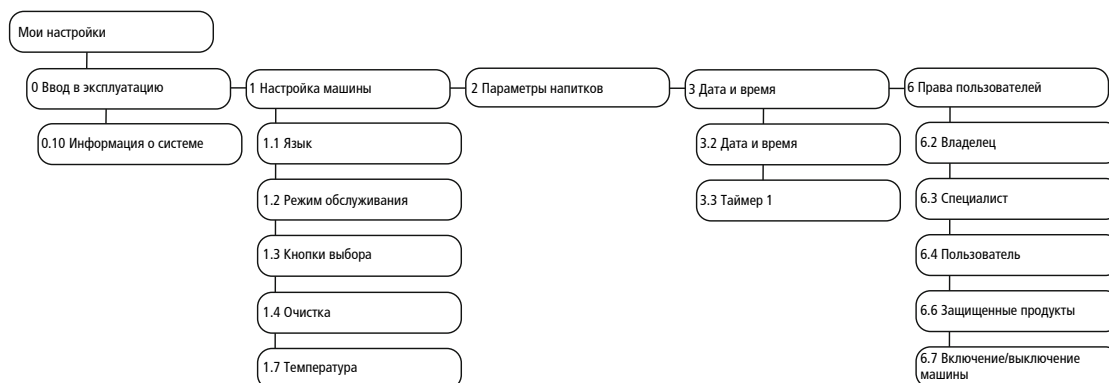 Мои настройки
0 Ввод в эксплуатацию
1 Настройка машины
2 Параметры напитков
3 Дата и время
6 Права пользователей
0.10 Информация о системе
1.1 Язык
3.2 Дата и время
6.2 Владелец
1.2 Режим обслуживания
3.3 Таймер 1
6.3 Специалист
1.3 Кнопки выбора
6.4 Пользователь
1.4 Очистка
6.6 Защищенные продукты
1.7 Температура
6.7 Включение/выключение
машины